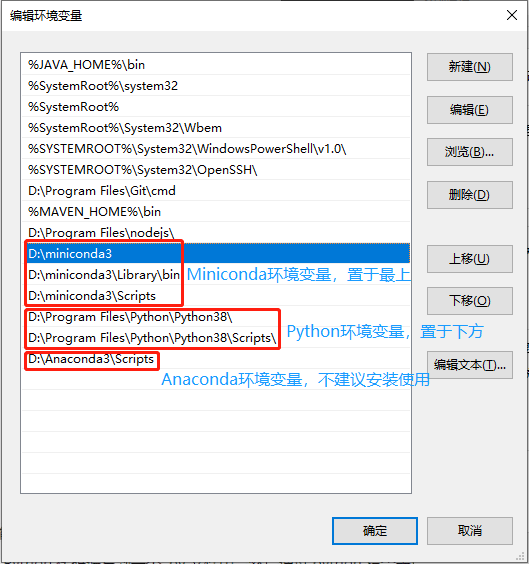 编辑环境变量
%JAVA_HOME%\bin
%SystemRoot%\system32
%SystemRoot%
%SystemRoot%\System32\Wbem
%SYSTEMROOT%\System32\WindowsPowerShell\v1.0\
%SYSTEMROOT%\System32\OpenSSH\
D:\Program Files\Git\cmd
%MAVEN_HOME%\bin
D:\Program Files\nodejs\
D:\miniconda3
D:\miniconda3\Library\bin
Miniconda环境变量，置于最上
D:\miniconda3\Scripts
D:\Program Files\Python\Python38\
Python环境变量，置于下方
D:\Program Files\Python\Python38\Scripts\
D:\Anaconda3\Scripts
Anaconda环境变量，不建议安装使用
新建(N)
编辑(E)
浏览(B)...
删除(D)
上移(U)
下移(O)
编辑文本(T)...
确定
取消